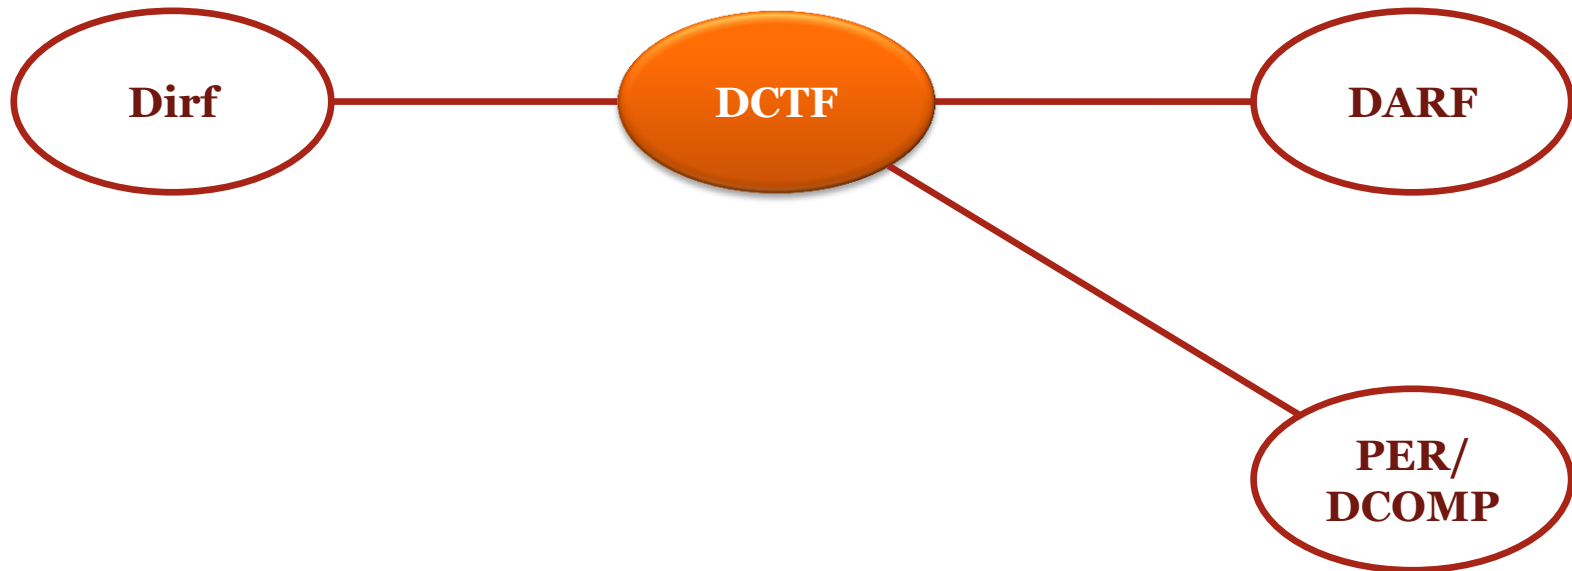 Dirf
DCTF
DARF
PER/
DCOMP